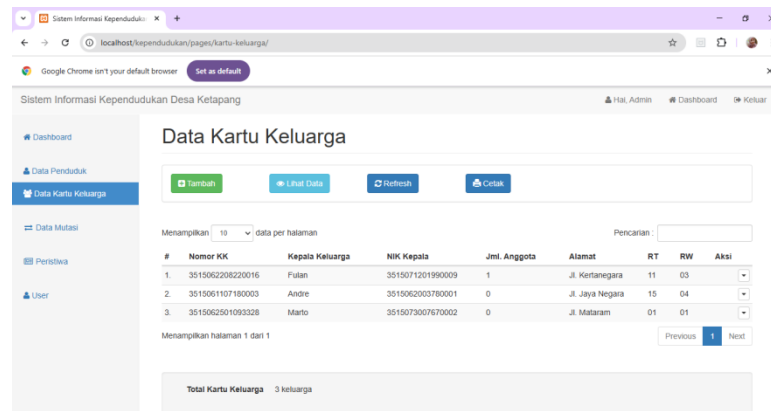 Sistem Informasi Kependuduka
localhost/kependudukan/pages/kartu-keluarga/
Google Chrome isn't your default browser Set as default
Sistem Informasi Kependudukan Desa Ketapang Hai, Admin Dashboard Keluar
Dashboard
Data Kartu Keluarga
Data Penduduk
Tambah Lihat Data Refresh Cetak
Data Kartu Keluarga
Data Mutasi
Menampilkan 10 data per halaman Pencarian :
Peristiwa
# Nomor KK Kepala Keluarga NIK Kepala Jml. Anggota Alamat RT RW Aksi
1. 3515062208220016 Fulan 3515071201990009 1 Jl. Kertanegara 11 03
User
2. 3515061107180003 Andre 3515062003780001 0 Jl. Jaya Negara 15 04
3. 3515062501093328 Marto 3515073007670002 0 Jl. Mataram 01 01
Menampilkan halaman 1 dari 1 Previous 1 Next
Total Kartu Keluarga 3 keluarga